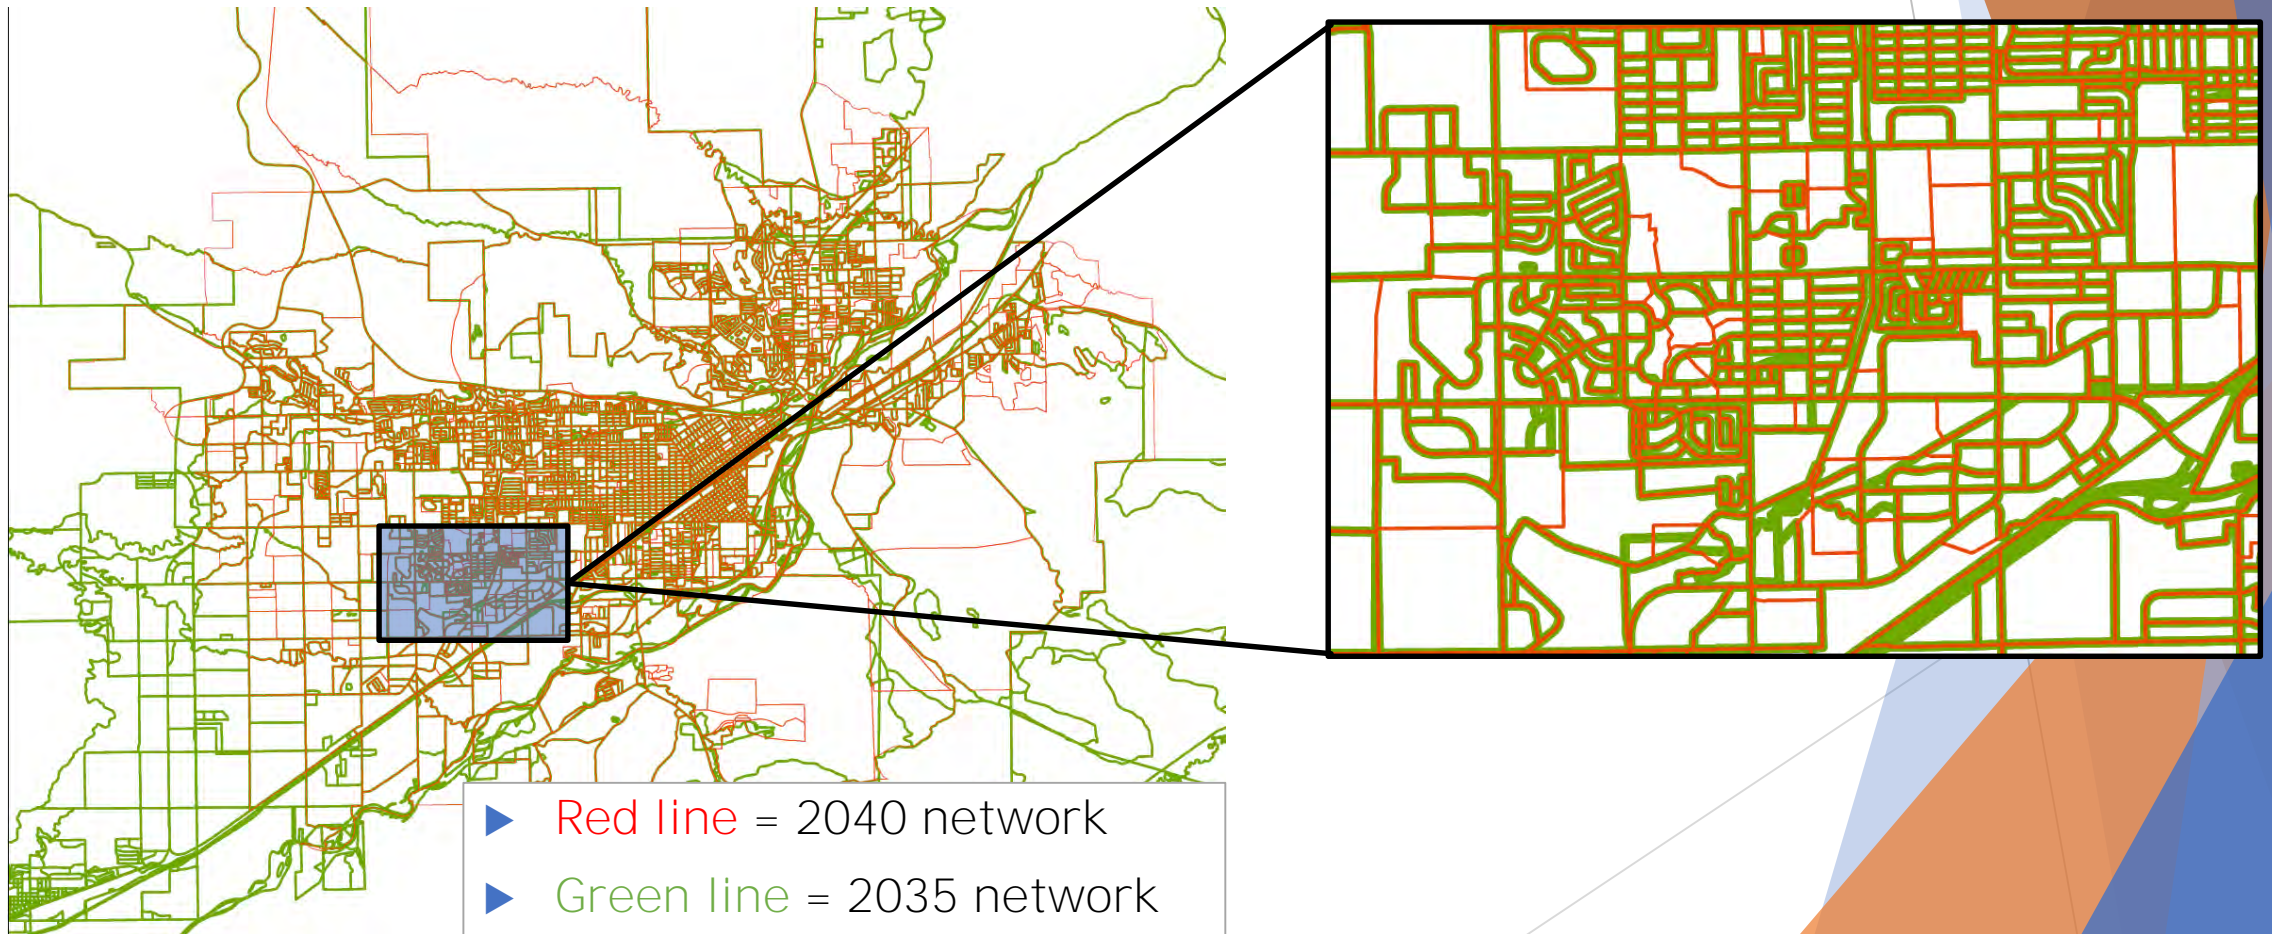 Red line = 2040 network
Green line = 2035 network